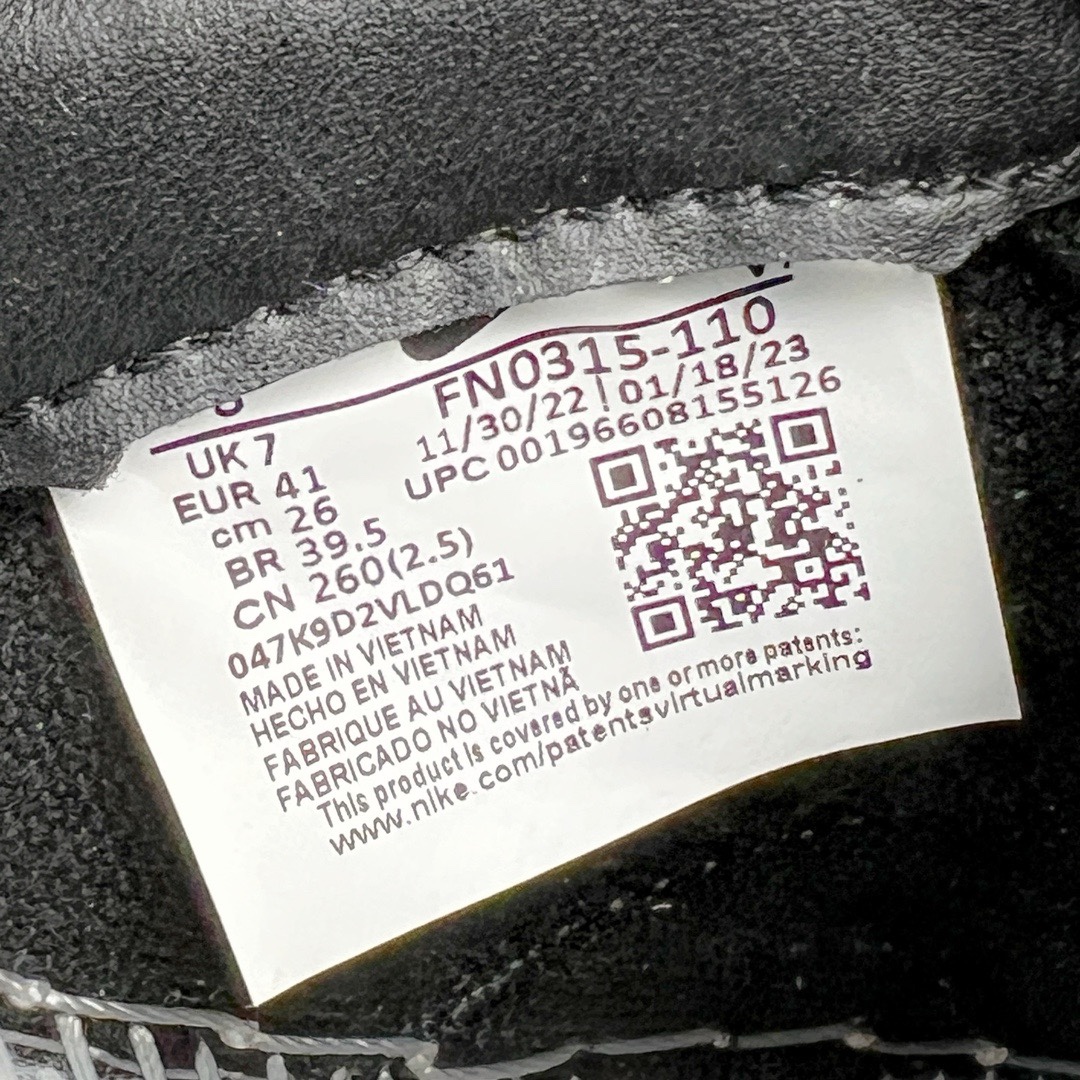 FN0315-110
11/30/22 | 01/18/23
UPC 00196608155126
UK 7
EUR 41
cm 26
BR 39.5
CN 260(2.5)
047K9D2VLDQ61
MADE IN VIETNAM
HECHO EN VIETNAM
FABRIQUE AU VIETNAM
FABRICADO NO VIETNÃ
This product is covered by one or more patents:
www.nike.com/patentsvirtualmarking